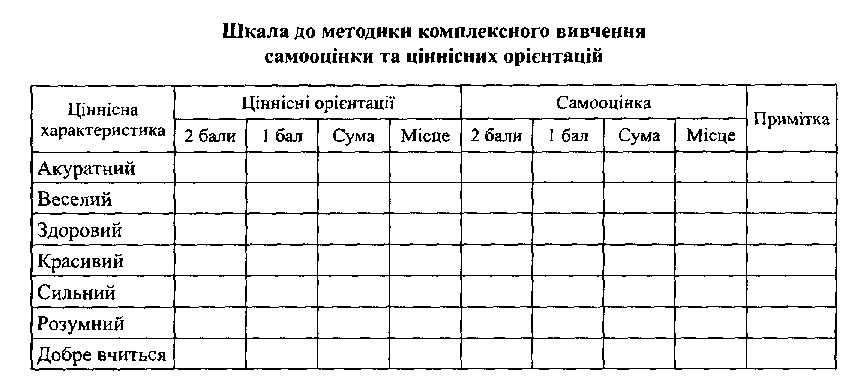 Шкала до методики комплексного вивчення
самооцінки та ціннісних орієнтацій
Ціннісна характеристика Ціннісні орієнтації Самооцінка Примітка
2 бали 1 бал Сума Місце 2 бали 1 бал Сума Місце
Акуратний
Веселий
Здоровий
Красивий
Сильний
Розумний
Добре вчиться